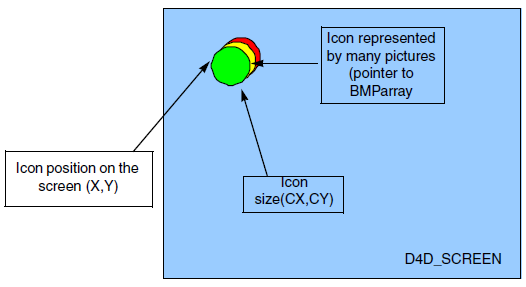 Icon represented
by many pictures
(pointer to
BMParray
Icon position on the
screen (X,Y)
Icon
size(CX,CY)
D4D_SCREEN